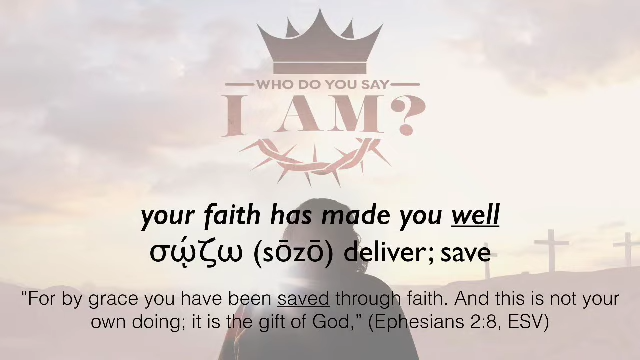 WHO DO YOU SAY
I AM?
your faith has made you well
σῴζω (sōzō) deliver; save
“For by grace you have been saved through faith. And this is not your
own doing; it is the gift of God,” (Ephesians 2:8, ESV)